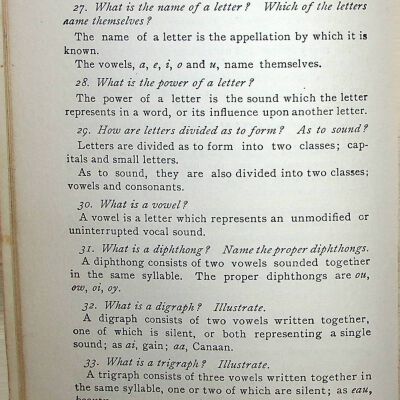 27. What is the name of a letter? Which of the letters
name themselves?
The name of a letter is the appellation by which it is
known.
The vowels, a, e, i, o and u, name themselves.
28. What is the power of a letter?
The power of a letter is the sound which the letter
represents in a word, or its influence upon another letter.
29. How are letters divided as to form? As to sound?
Letters are divided as to form into two classes; cap-
itals and small letters.
As to sound, they are also divided into two classes;
vowels and consonants.
30. What is a vowel?
A vowel is a letter which represents an unmodified or
uninterrupted vocal sound.
31. What is a diphthong? Name the proper diphthongs.
A diphthong consists of two vowels sounded together
in the same syllable. The proper diphthongs are ou,
ow, oi, oy.
32. What is a digraph? Illustrate.
A digraph consists of two vowels written together,
one of which is silent, or both representing a single
sound; as ai, gain; aa, Canaan.
33. What is a trigraph? Illustrate.
A trigraph consists of three vowels written together in
the same syllable, one or two of which are silent; as eau,